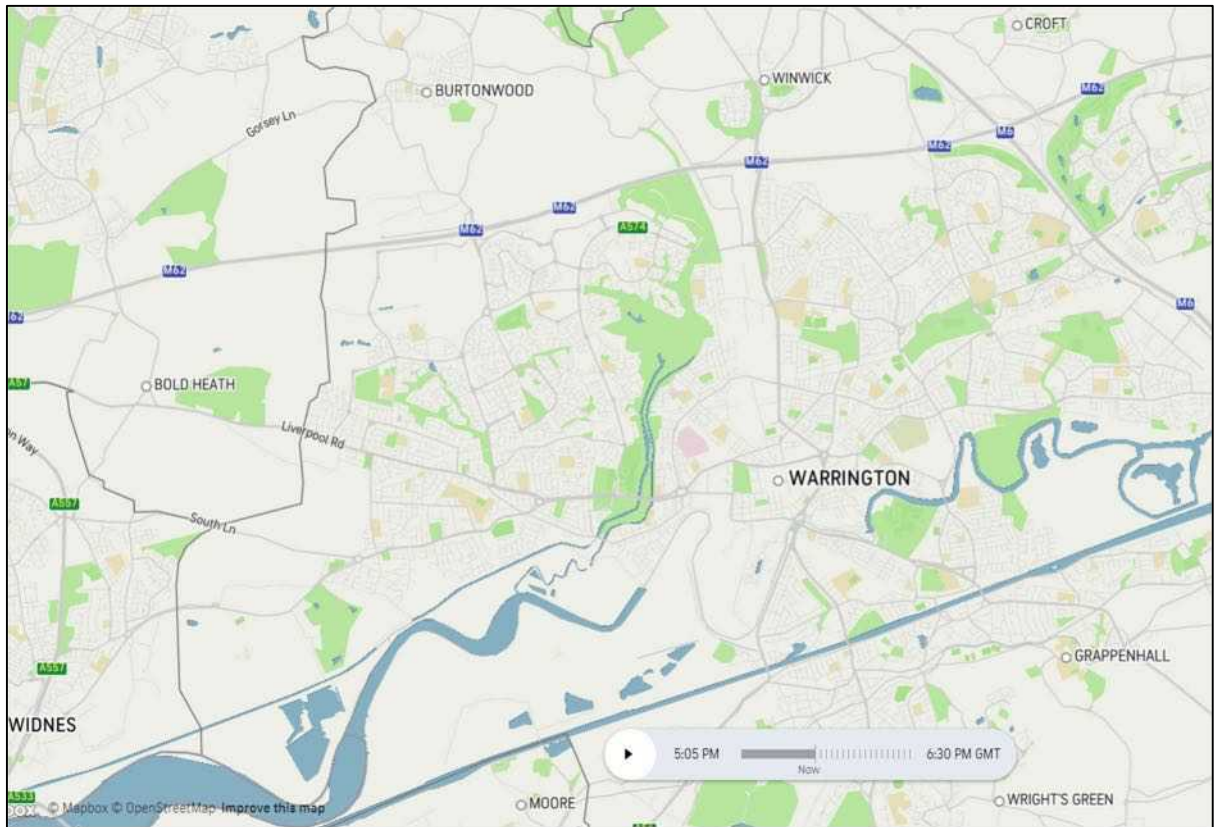 CROFT
WINWICK
BURTONWOOD
M62
Gorsey Ln
M6
M62
M62
M62
A574
M62
M62
M6
M62
A57
BOLD HEATH
Liverpool Rd
on Way
WARRINGTON
A557
South Ln
GRAPPENHALL
A557
WIDNES
5:05 PM
6:30 PM GMT
Now
A533
© Mapbox © OpenStreetMap Improve this map
MOORE
WRIGHT'S GREEN